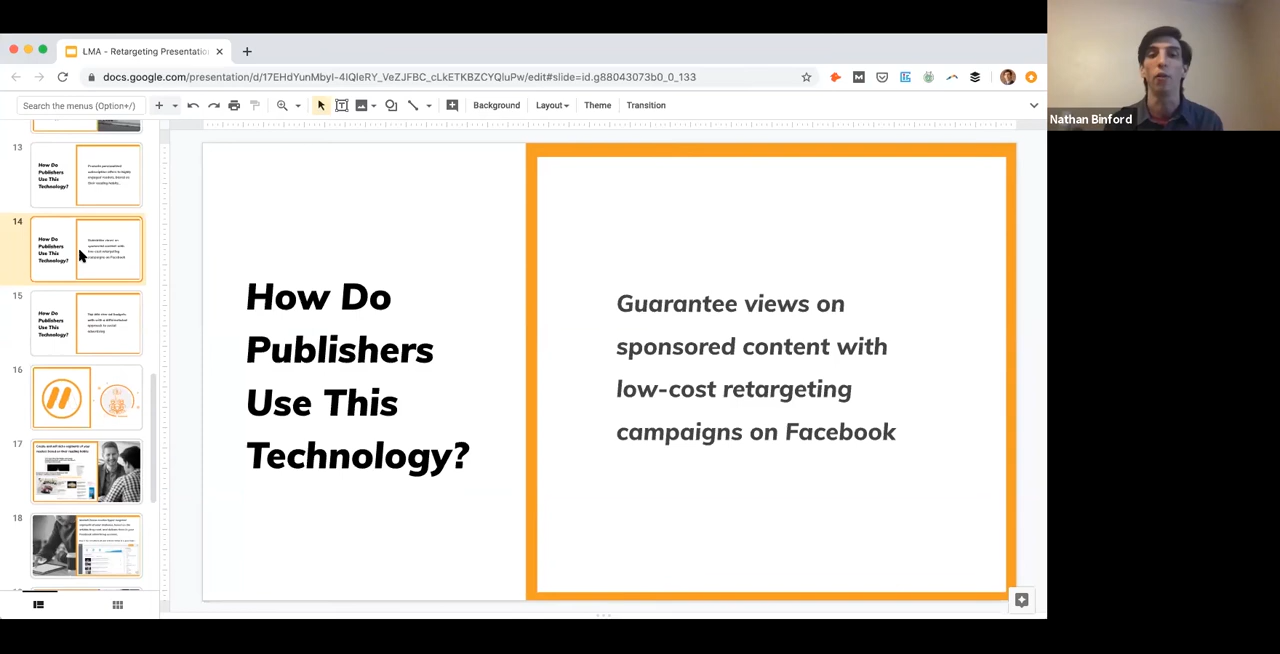 LMA - Retargeting Presentatio
docs.google.com/presentation/d/17EHdYunMbyI-4IQIeRY_VeZJFBC_cLkETKBZCYQluPw/edit#slide=id.g88043073b0_0_133
Search the menus (Option+/)
Background
Layout
Theme
Transition
Nathan Binford
13
How Do
Publishers
Use This
Technology?
14
How Do
Publishers
Use This
Technology?
15
How Do
Publishers
Use This
Technology?
16
17
18
How Do
Publishers
Use This
Technology?
Guarantee views on
sponsored content with
low-cost retargeting
campaigns on Facebook